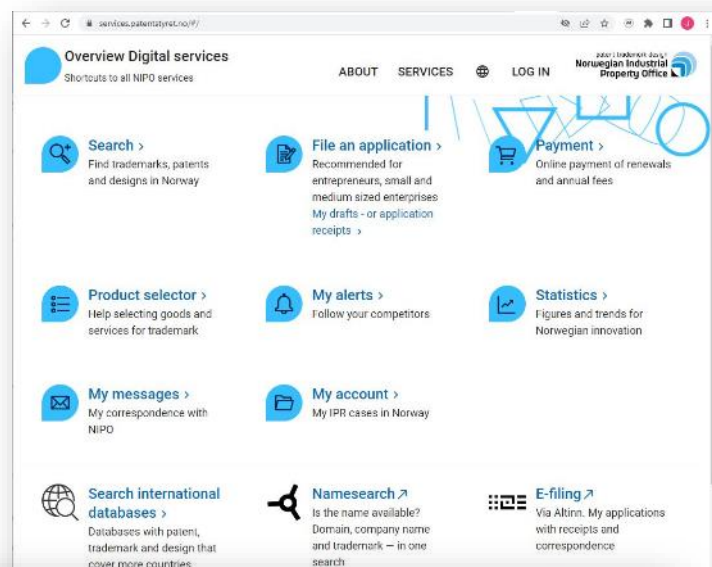 services.patentstyret.no/#/
Overview Digital services
Shortcuts to all NIPO services
ABOUT SERVICES LOG IN
patent trademark design
Norwegian Industrial
Property Office
Search >
Find trademarks, patents
and designs in Norway
File an application >
Recommended for
entrepreneurs, small and
medium sized enterprises
My drafts - or application
receipts >
Payment >
Online payment of renewals
and annual fees
Product selector >
Help selecting goods and
services for trademark
My alerts >
Follow your competitors
Statistics >
Figures and trends for
Norwegian innovation
My messages >
My correspondence with
NIPO
My account >
My IPR cases in Norway
Search international
databases >
Databases with patent,
trademark and design that
cover more countries
Namesearch
Is the name available?
Domain, company name
and trademark — in one
search
E-filing
Via Altinn. My applications
with receipts and
correspondence